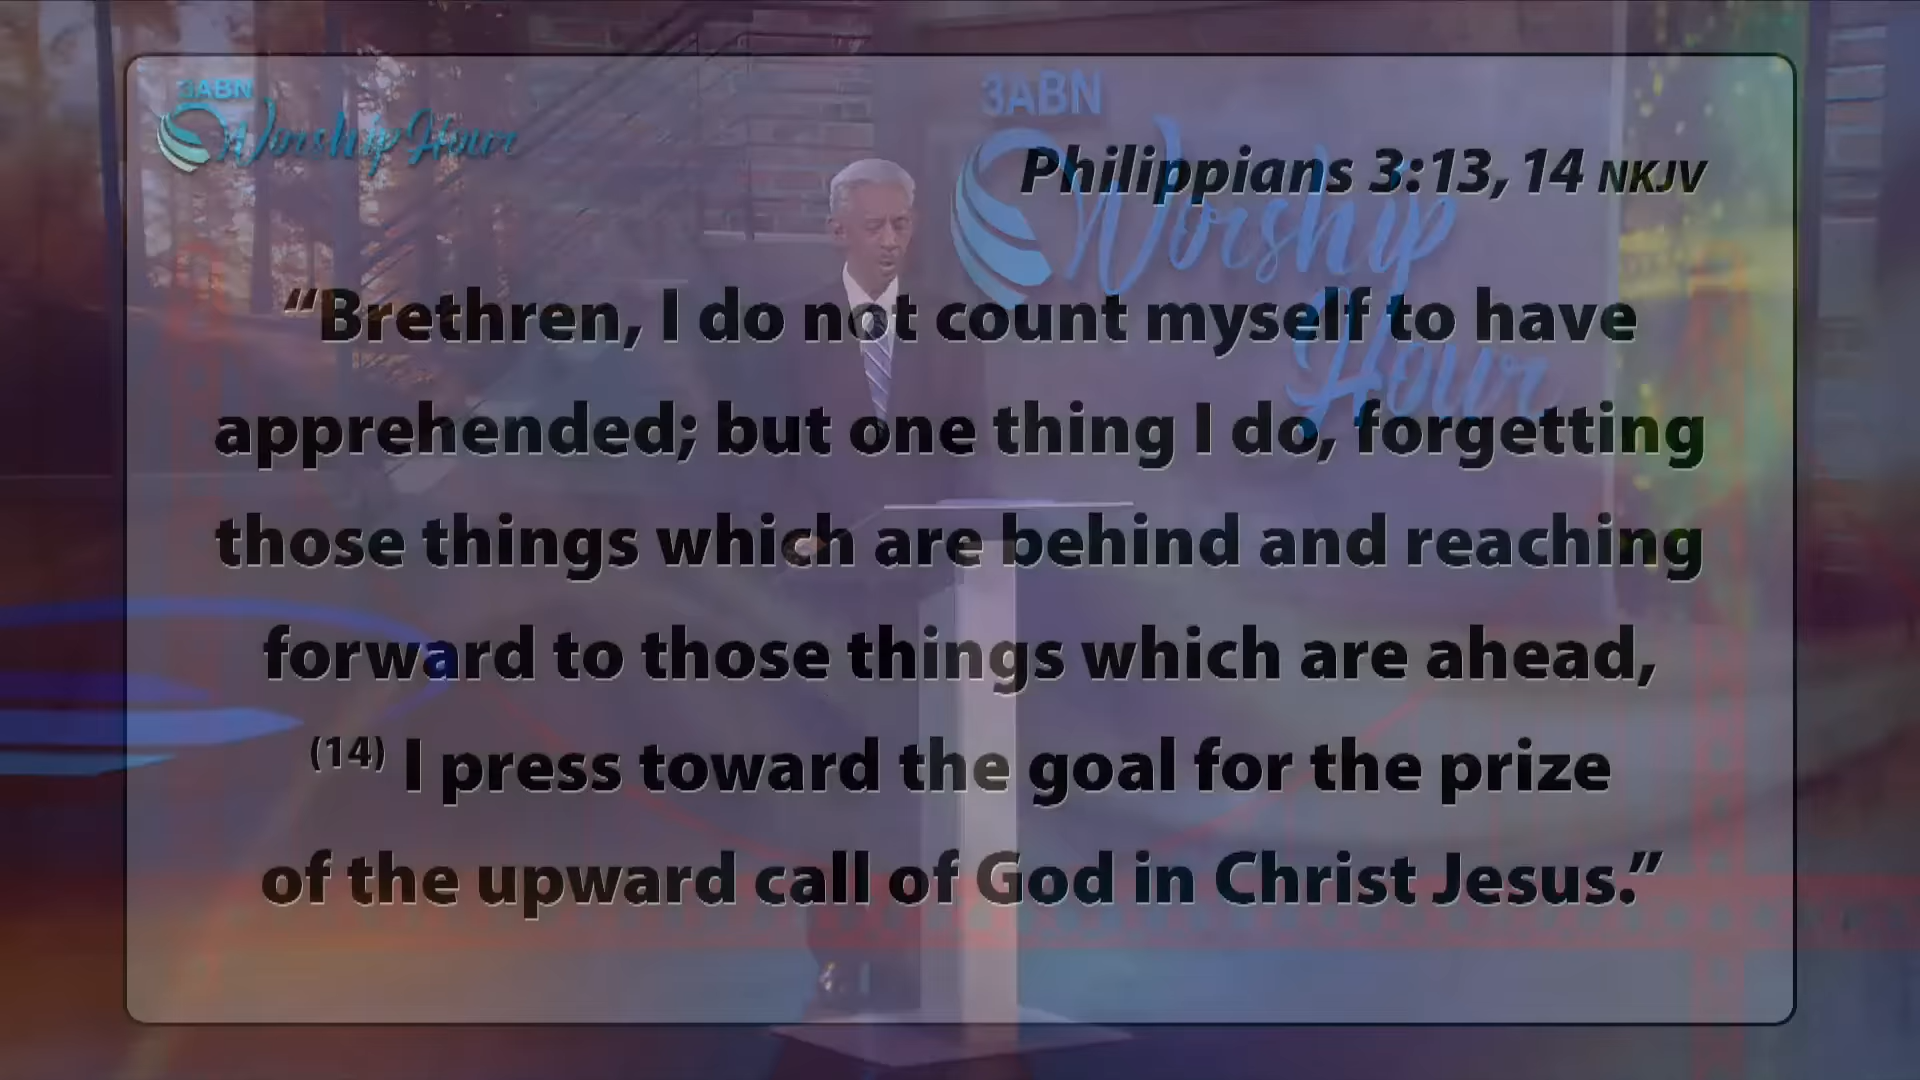 3ABN
Worship Hour
3ABN
Worship
Hour
Philippians 3:13, 14 NKJV
“Brethren, I do not count myself to have
apprehended; but one thing I do, forgetting
those things which are behind and reaching
forward to those things which are ahead,
(14) I press toward the goal for the prize
of the upward call of God in Christ Jesus.”